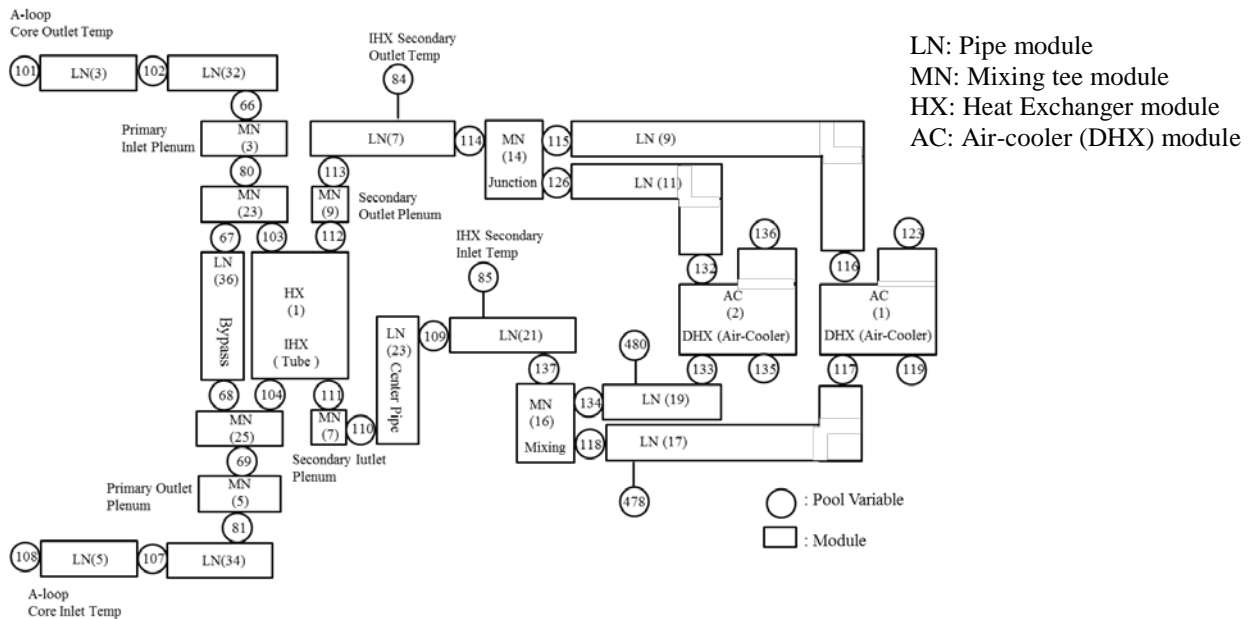 A-loop
Core Outlet Temp
101
LN(3)
102
LN(32)
66
Primary
Inlet Plenum
MN
(3)
80
MN
(23)
67
103
LN
(36)
Bypass
HX
(1)
IHX
( Tube )
68
104
MN
(25)
69
Primary Outlet
Plenum
MN
(5)
81
108
LN(5)
107
LN(34)
A-loop
Core Inlet Temp
IHX Secondary
Outlet Temp
84
LN(7)
114
MN
(14)
Junction
115
LN (9)
126
LN (11)
113
MN
(9)
Secondary
Outlet Plenum
112
IHX Secondary
Inlet Temp
85
LN
(23)
Center Pipe
109
LN(21)
111
MN
(7)
110
Secondary Iutlet
Plenum
137
MN
(16)
Mixing
134
LN (19)
480
118
LN (17)
478
132
136
AC
(2)
DHX (Air-Cooler)
133
135
116
123
AC
(1)
DHX (Air-Cooler)
117
119
: Pool Variable
: Module
LN: Pipe module
MN: Mixing tee module
HX: Heat Exchanger module
AC: Air-cooler (DHX) module